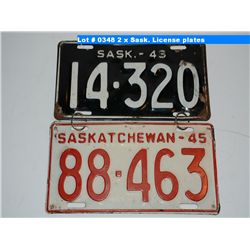 Lot # 0348 2 x Sask. License plates
SASK. - 43
14-320
SASKATCHEWAN - 45
88-463